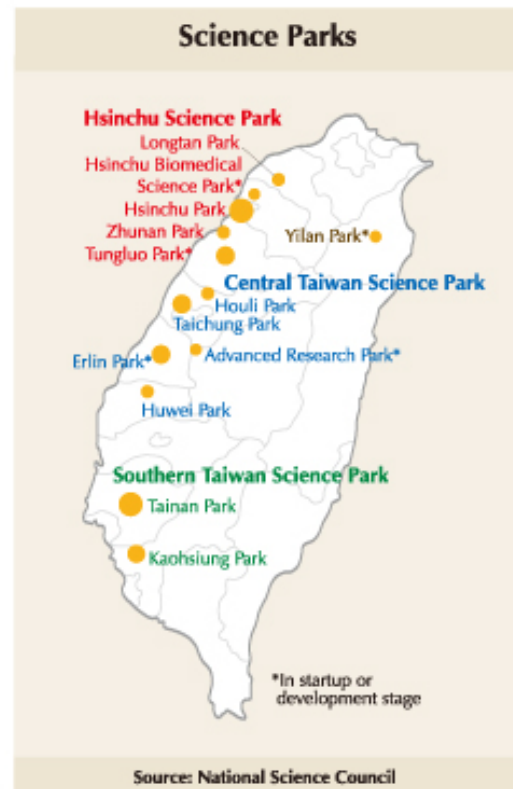 Science Parks
Hsinchu Science Park
Longtan Park
Hsinchu Biomedical
Science Park*
Hsinchu Park
Zhunan Park
Tungluo Park*
Yilan Park*
Central Taiwan Science Park
Houli Park
Taichung Park
Erlin Park*
Advanced Research Park*
Huwei Park
Southern Taiwan Science Park
Tainan Park
Kaohsiung Park
*In startup or
development stage
Source: National Science Council